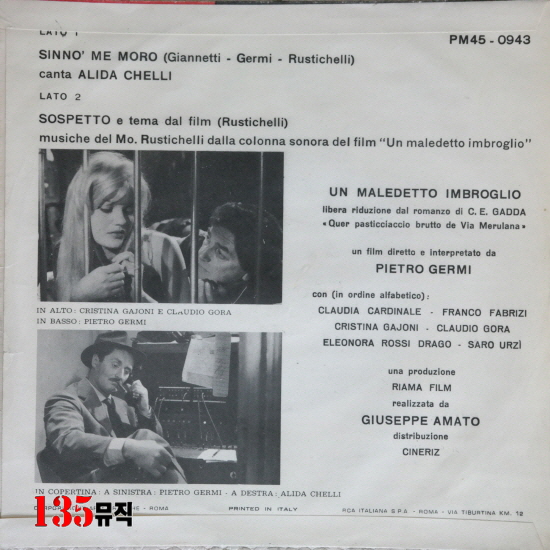 LATO 1
PM45 - 0943
SINNO' ME MORO (Giannetti - Germi - Rustichelli)
canta ALIDA CHELLI
LATO 2
SOSPETTO e tema dal film (Rustichelli)
musiche del Mo. Rustichelli dalla colonna sonora del film "Un maledetto imbroglio"
IN ALTO: CRISTINA GAJONI E CLAUDIO GORA
IN BASSO: PIETRO GERMI
UN MALEDETTO IMBROGLIO
libera riduzione dal romanzo di C. E. GADDA
«Quer pasticciaccio brutto de Via Merulana»
un film diretto e interpretato da
PIETRO GERMI
con (in ordine alfabetico):
CLAUDIA CARDINALE - FRANCO FABRIZI
CRISTINA GAJONI - CLAUDIO GORA
ELEONORA ROSSI DRAGO - SARO URZÌ
una produzione
RIAMA FILM
realizzata da
GIUSEPPE AMATO
distribuzione
CINERIZ
IN COPERTINA: A SINISTRA: PIETRO GERMI - A DESTRA: ALIDA CHELLI
- ROMA
PRINTED IN ITALY
RCA ITALIANA S.P.A - ROMA - VIA TIBURTINA KM. 12
135뮤직